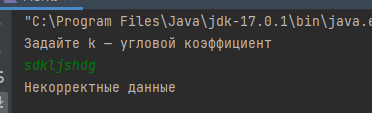 "C:\Program Files\Java\jdk-17.0.1\bin\java.e
Задайте k — угловой коэффициент
sdkljshdg
Некорректные данные